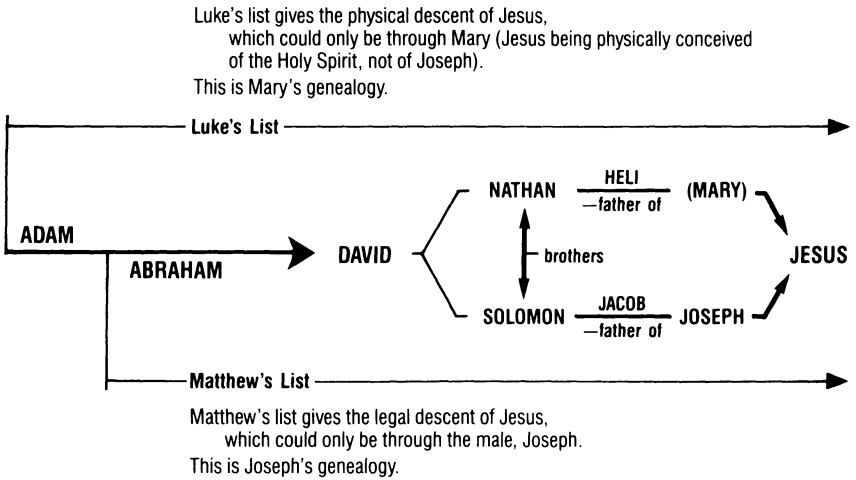 Luke's list gives the physical descent of Jesus,
which could only be through Mary (Jesus being physically conceived
of the Holy Spirit, not of Joseph).
This is Mary's genealogy.
Luke's List
NATHAN
HELI
—father of
(MARY)
ADAM
ABRAHAM
DAVID
brothers
JESUS
SOLOMON
JACOB
—father of
JOSEPH
Matthew's List
Matthew's list gives the legal descent of Jesus,
which could only be through the male, Joseph.
This is Joseph's genealogy.